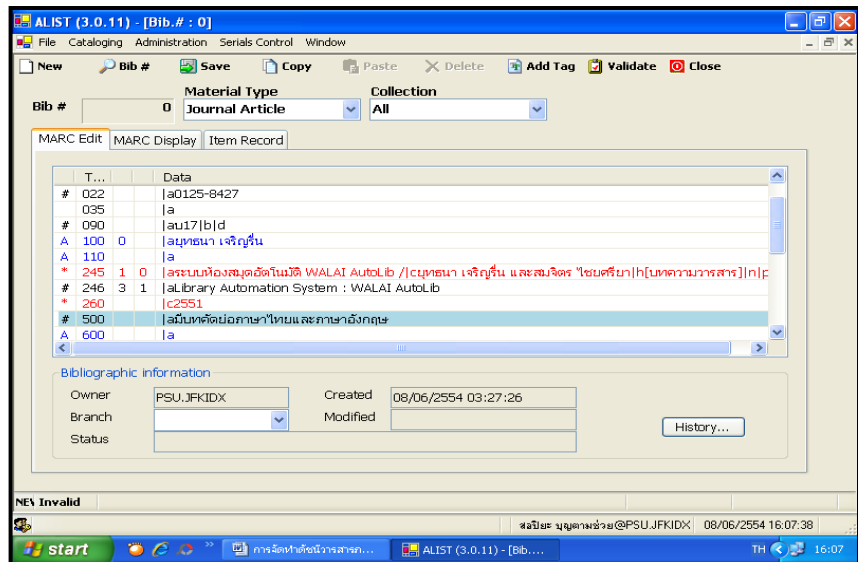 ALIST (3.0.11) - [Bib.# : 0]
File Cataloging Administration Serials Control Window
New Bib # Save Copy Paste Delete Add Tag Validate Close
Material Type Collection
Bib # 0 Journal Article All
MARC Edit MARC Display Item Record
T... Data
# 022 |a0125-8427
035 |a
# 090 |au17|b|d
A 100 0 |aยุทธนา เจริญรื่น
A 110 |a
* 245 1 0 |aระบบห้องสมุดอัตโนมัติ WALAI AutoLib /|cยุทธนา เจริญรื่น และสมจิตร ไชยศรียา|h[บทความวารสาร]|n|p
# 246 3 1 |aLibrary Automation System : WALAI AutoLib
* 260 |c2551
# 500 |aมีบทคัดย่อภาษาไทยและภาษาอังกฤษ
A 600 |a
Bibliographic information
Owner PSU.JFKIDX Created 08/06/2554 03:27:26
Branch Modified
History...
Status
NEW Invalid
สอปิยะ บุญตามช่วย@PSU.JFKIDX 08/06/2554 16:07:38
start การจัดทำดัชนีวารสารภ... ALIST (3.0.11) - [Bib.... TH 16:07